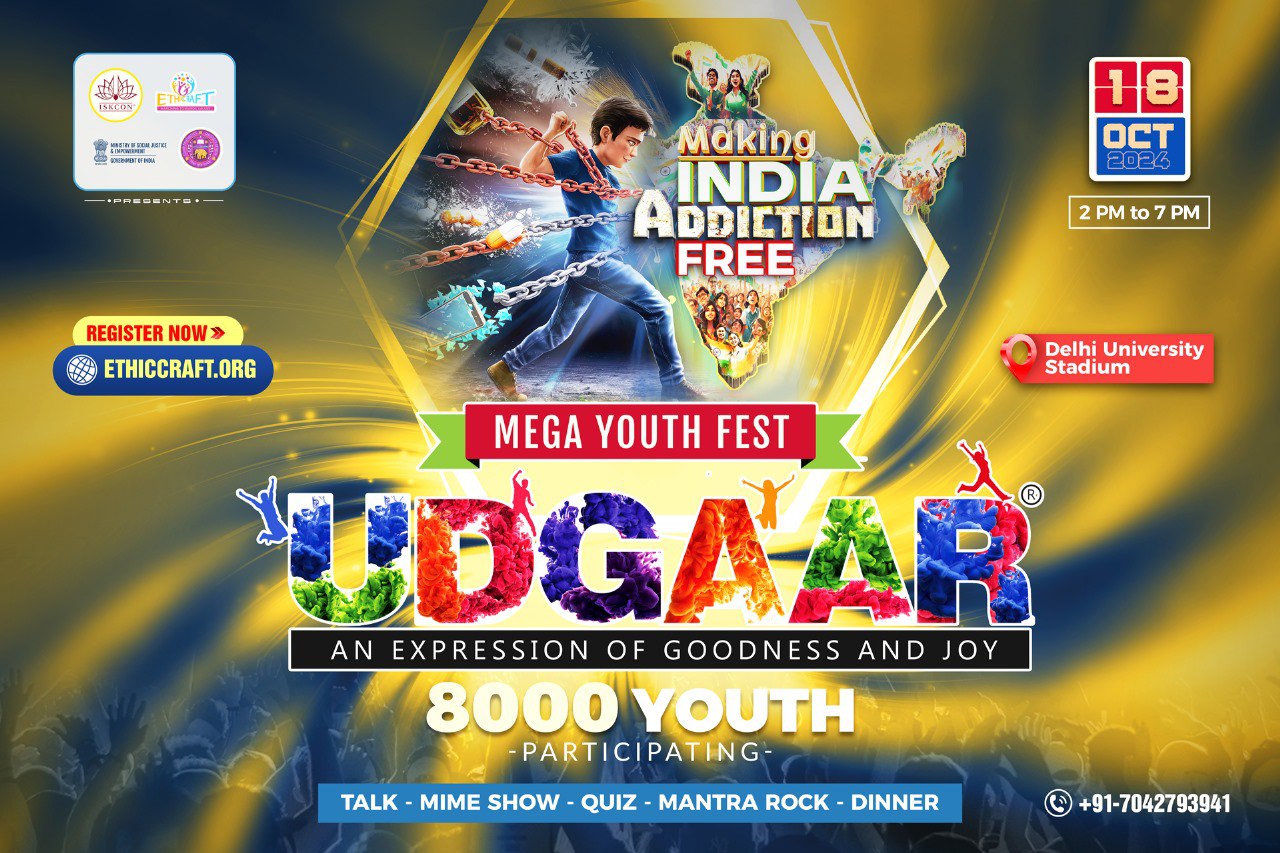 ISKCON
ETHICRAFT
MINISTRY OF SOCIAL JUSTICE
& EMPOWERMENT
GOVERNMENT OF INDIA
PRESENTS
Making
INDIA
ADDICTION
FREE
18
OCT
2024
2 PM to 7 PM
REGISTER NOW
ETHICCRAFT.ORG
Delhi University
Stadium
MEGA YOUTH FEST
UDGAAR ®
AN EXPRESSION OF GOODNESS AND JOY
8000 YOUTH
-PARTICIPATING-
TALK - MIME SHOW - QUIZ - MANTRA ROCK - DINNER
+91-7042793941